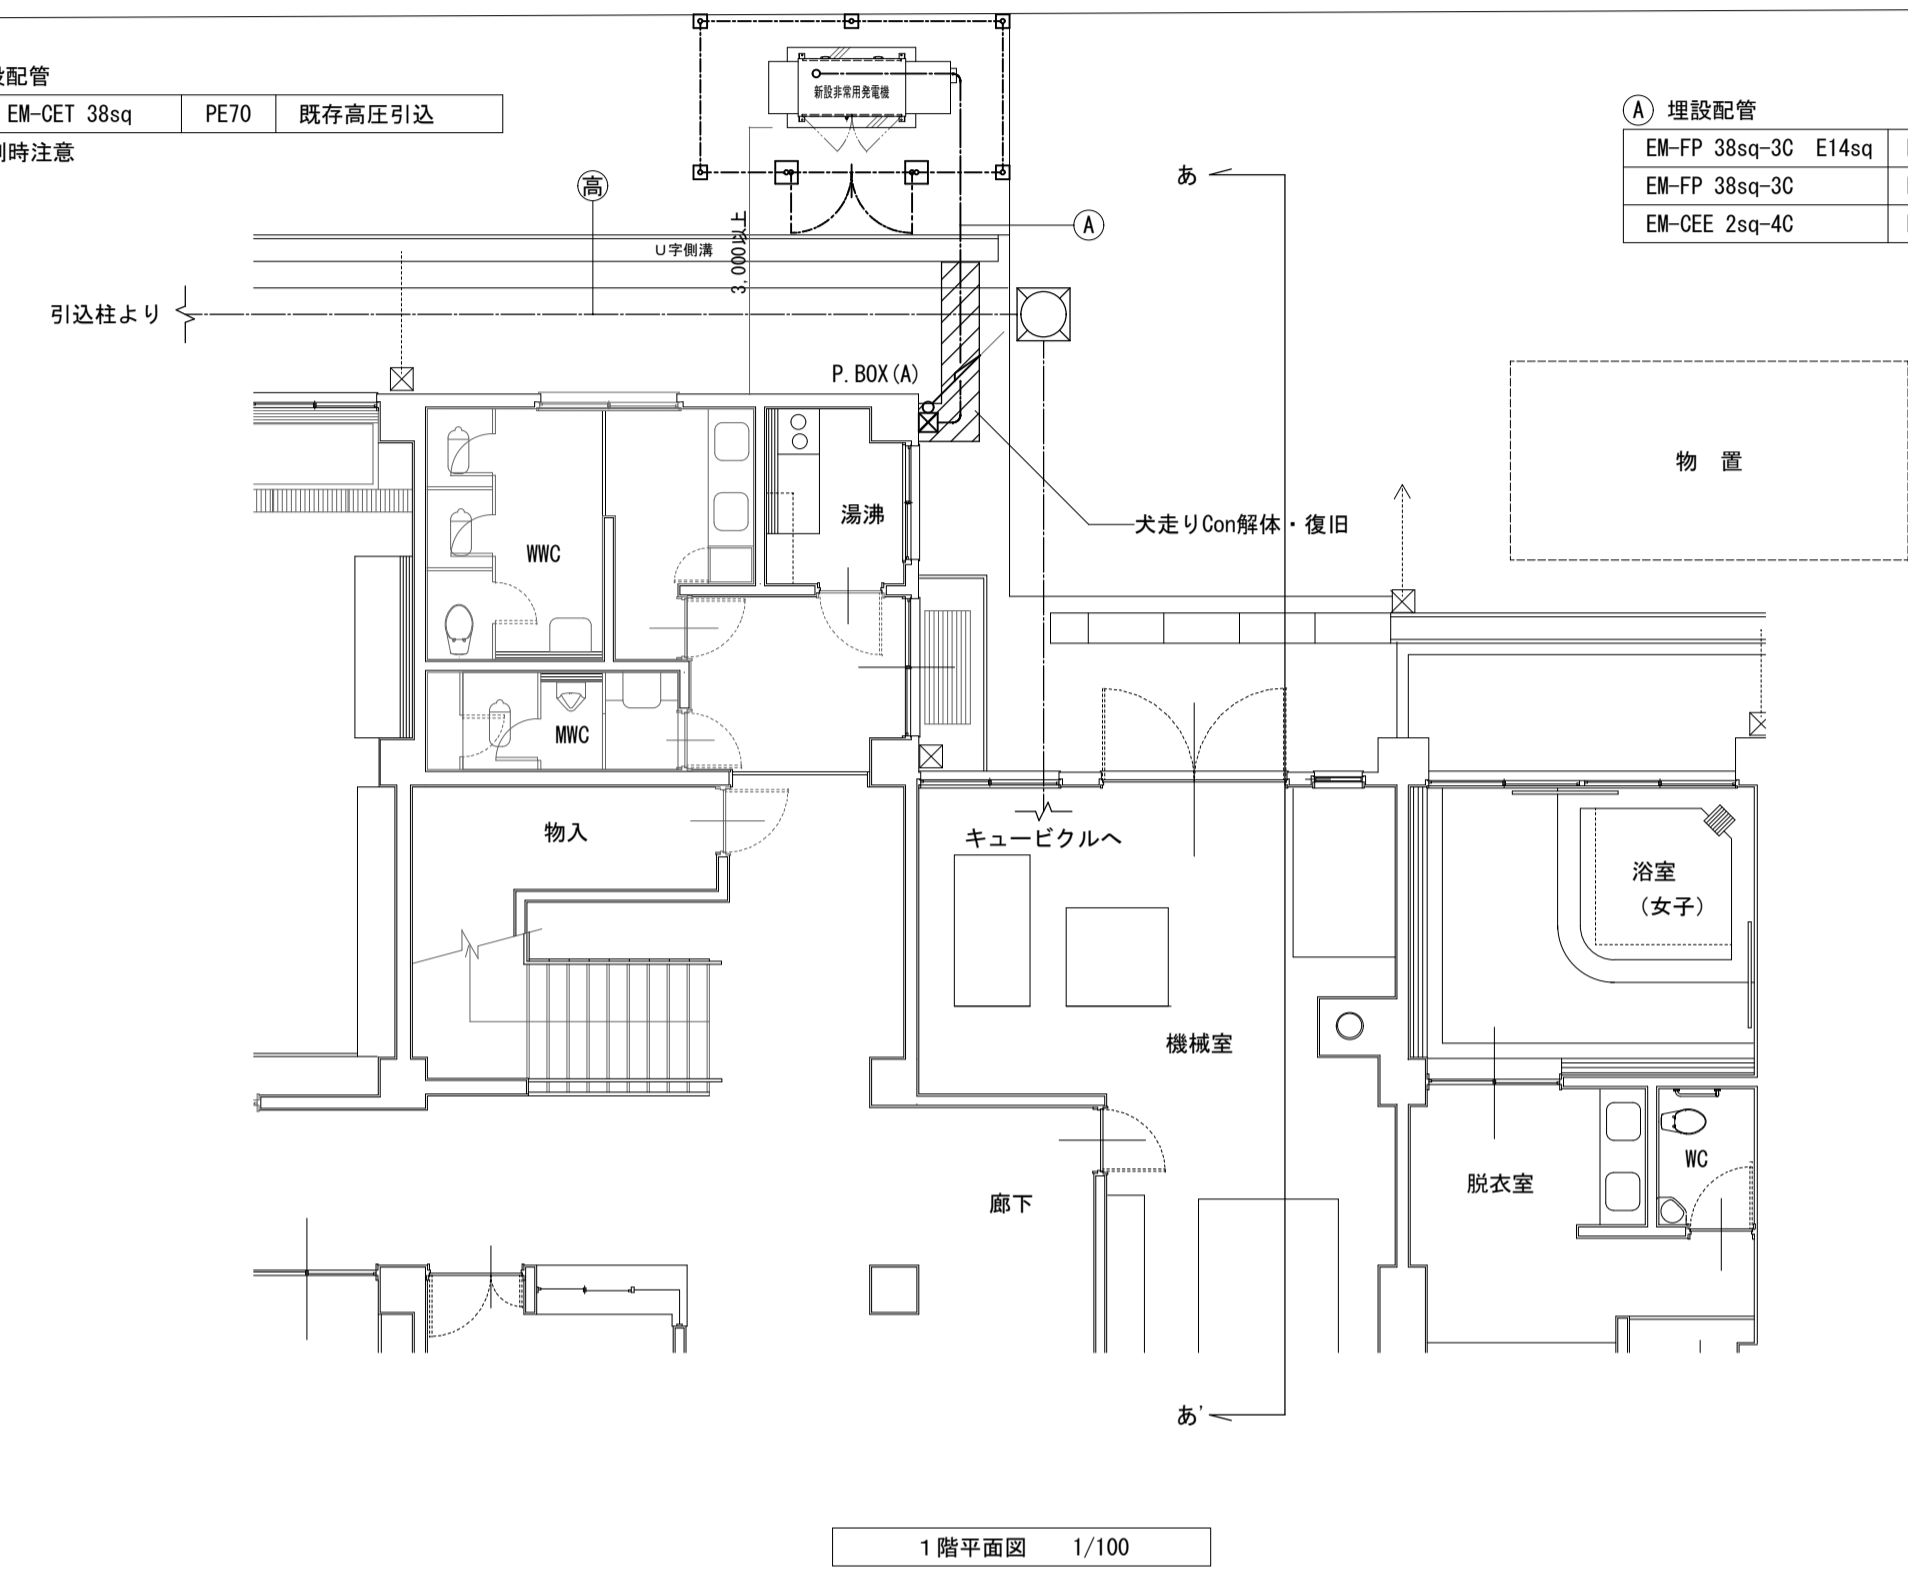 設配管
EM-CET 38sq PE70 既存高圧引込
削時注意
新設非常用発電機
Ⓐ 埋設配管
EM-FP 38sq-3C E14sq
EM-FP 38sq-3C
EM-CEE 2sq-4C
あ
高
A
U字側溝
3,000以上
引込柱より
P.BOX(A)
物 置
湯沸
犬走りCon解体・復旧
WWC
MWC
物入
キュービクルへ
浴室
(女子)
機械室
WC
脱衣室
廊下
あ'
1階平面図 1/100